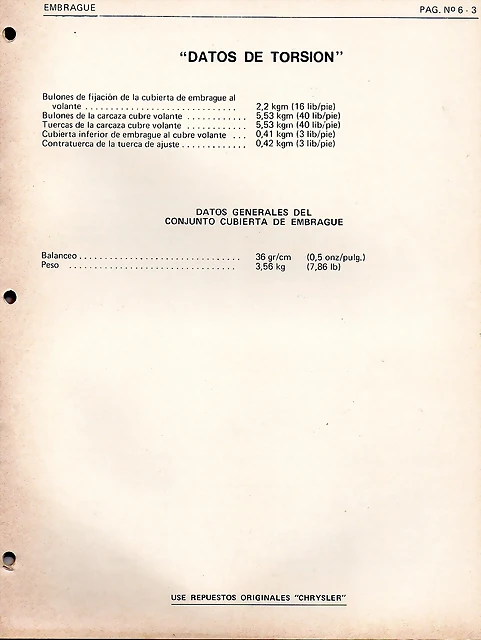 EMBRAGUE PAG. Nº 6 - 3
"DATOS DE TORSION"
Bulones de fijación de la cubierta de embrague al
volante . . . . . . . . . . . . . . . . . . . . . . . . . . . . 2,2 kgm (16 lib/pie)
Bulones de la carcaza cubre volante . . . . . . . . . . . . 5,53 kgm (40 lib/pie)
Tuercas de la carcaza cubre volante . . . . . . . . . . . . 5,53 kgm (40 lib/pie)
Cubierta inferior de embrague al cubre volante . . . 0,41 kgm (3 lib/pie)
Contratuerca de la tuerca de ajuste . . . . . . . . . . . . . 0,42 kgm (3 lib/pie)
DATOS GENERALES DEL
CONJUNTO CUBIERTA DE EMBRAGUE
Balanceo . . . . . . . . . . . . . . . . . . . . . . . . . . . . . . . 36 gr/cm (0,5 onz/pulg.)
Peso . . . . . . . . . . . . . . . . . . . . . . . . . . . . . . . . 3,56 kg (7,86 lb)
USE REPUESTOS ORIGINALES "CHRYSLER"